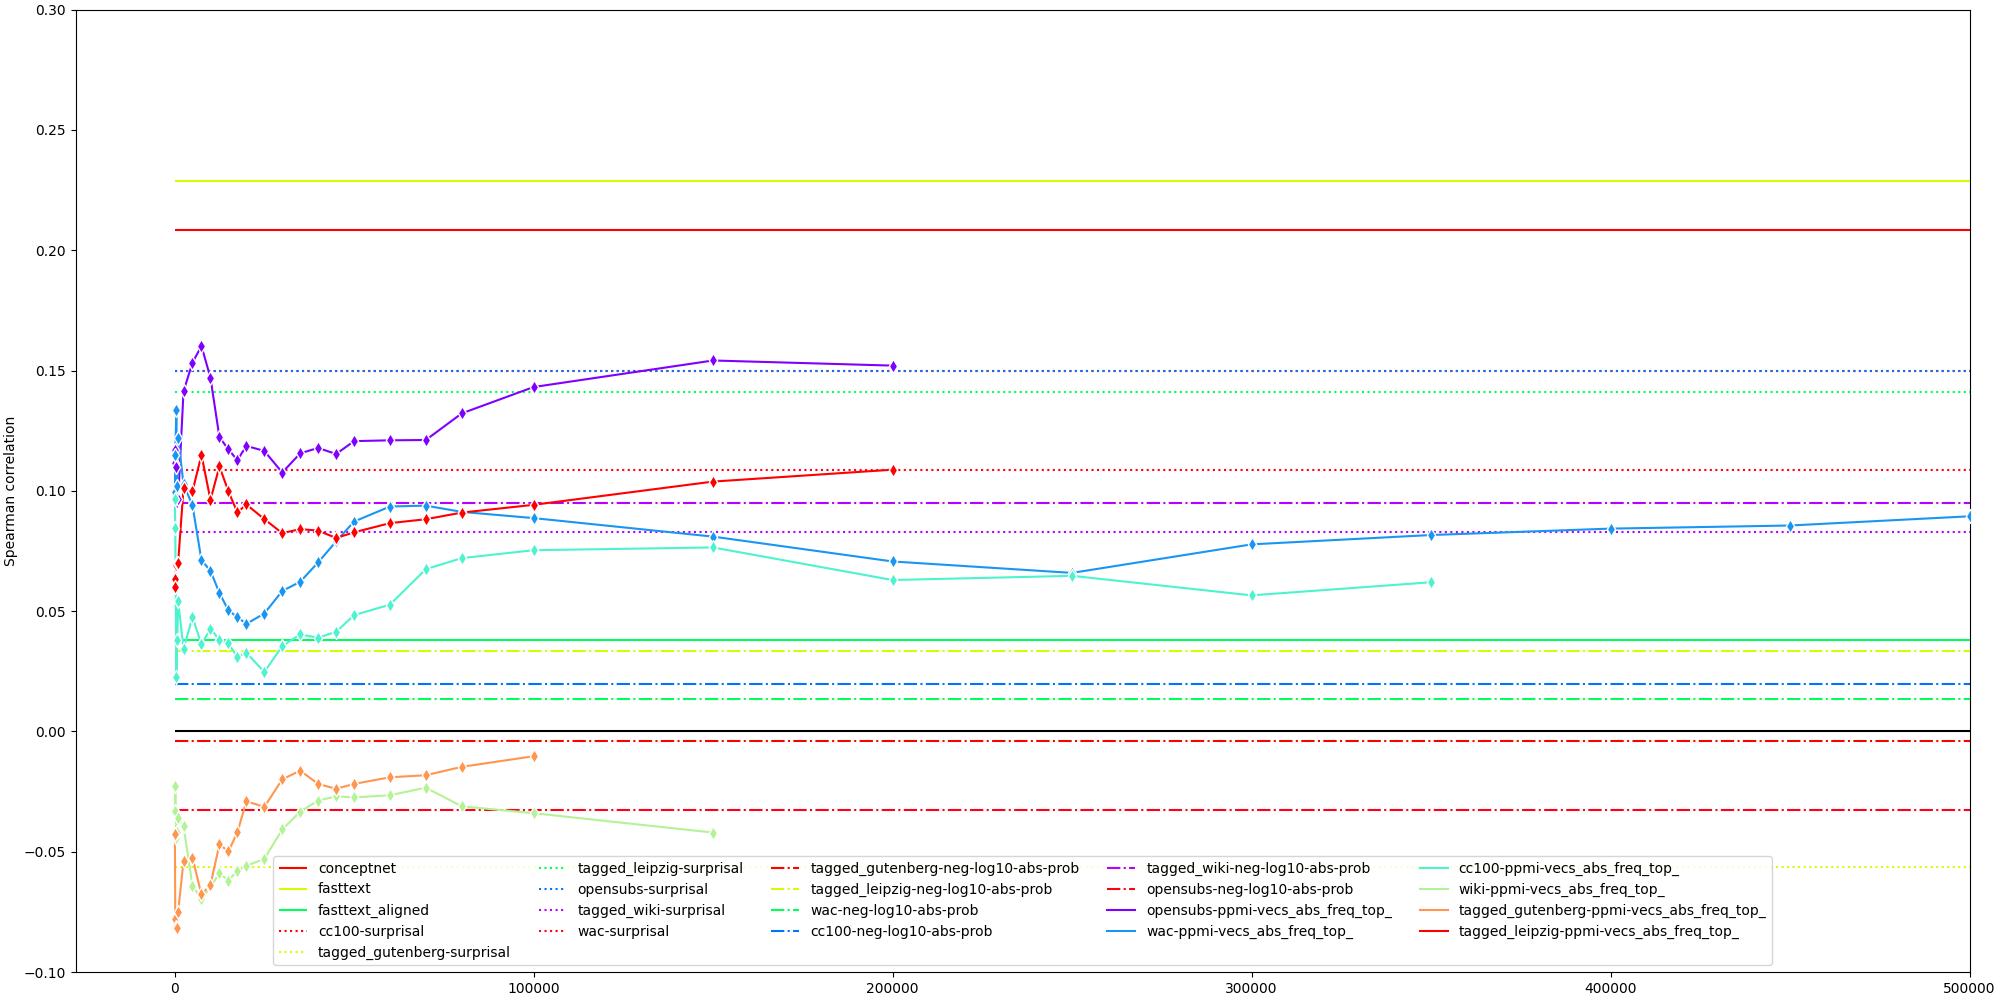 0.30
0.25
0.20
0.15
0.10
0.05
0.00
−0.05
−0.10
Spearman correlation
0
100000
200000
300000
400000
500000
conceptnet
fasttext
fasttext_aligned
cc100-surprisal
tagged_gutenberg-surprisal
tagged_leipzig-surprisal
opensubs-surprisal
tagged_wiki-surprisal
wac-surprisal
tagged_gutenberg-neg-log10-abs-prob
tagged_leipzig-neg-log10-abs-prob
wac-neg-log10-abs-prob
cc100-neg-log10-abs-prob
tagged_wiki-neg-log10-abs-prob
opensubs-neg-log10-abs-prob
opensubs-ppmi-vecs_abs_freq_top_
wac-ppmi-vecs_abs_freq_top_
cc100-ppmi-vecs_abs_freq_top_
wiki-ppmi-vecs_abs_freq_top_
tagged_gutenberg-ppmi-vecs_abs_freq_top_
tagged_leipzig-ppmi-vecs_abs_freq_top_